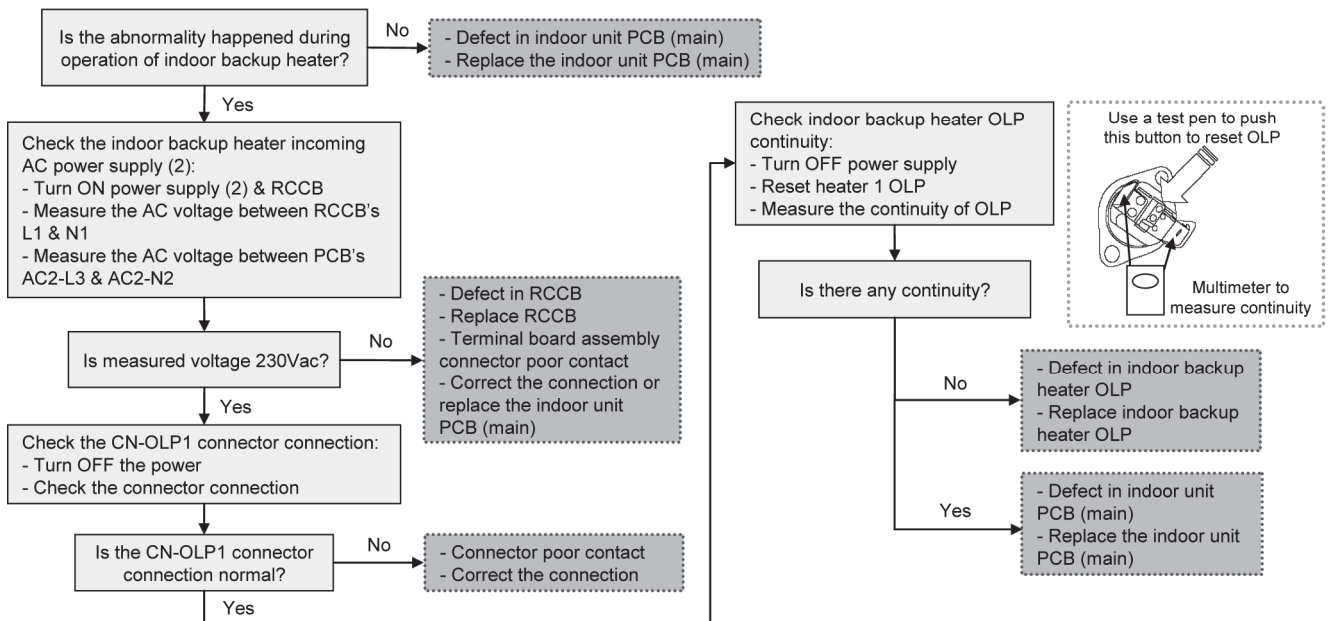 Is the abnormality happened during
operation of indoor backup heater?
No
- Defect in indoor unit PCB (main)
- Replace the indoor unit PCB (main)
Yes
Check the indoor backup heater incoming
AC power supply (2):
- Turn ON power supply (2) & RCCB
- Measure the AC voltage between RCCB's
L1 & N1
- Measure the AC voltage between PCB's
AC2-L3 & AC2-N2
Is measured voltage 230Vac?
No
- Defect in RCCB
- Replace RCCB
- Terminal board assembly
connector poor contact
- Correct the connection or
replace the indoor unit
PCB (main)
Yes
Check the CN-OLP1 connector connection:
- Turn OFF the power
- Check the connector connection
Is the CN-OLP1 connector
connection normal?
No
- Connector poor contact
- Correct the connection
Yes
Check indoor backup heater OLP
continuity:
- Turn OFF power supply
- Reset heater 1 OLP
- Measure the continuity of OLP
Use a test pen to push
this button to reset OLP
Multimeter to
measure continuity
Is there any continuity?
No
- Defect in indoor backup
heater OLP
- Replace indoor backup
heater OLP
Yes
- Defect in indoor unit
PCB (main)
- Replace the indoor unit
PCB (main)